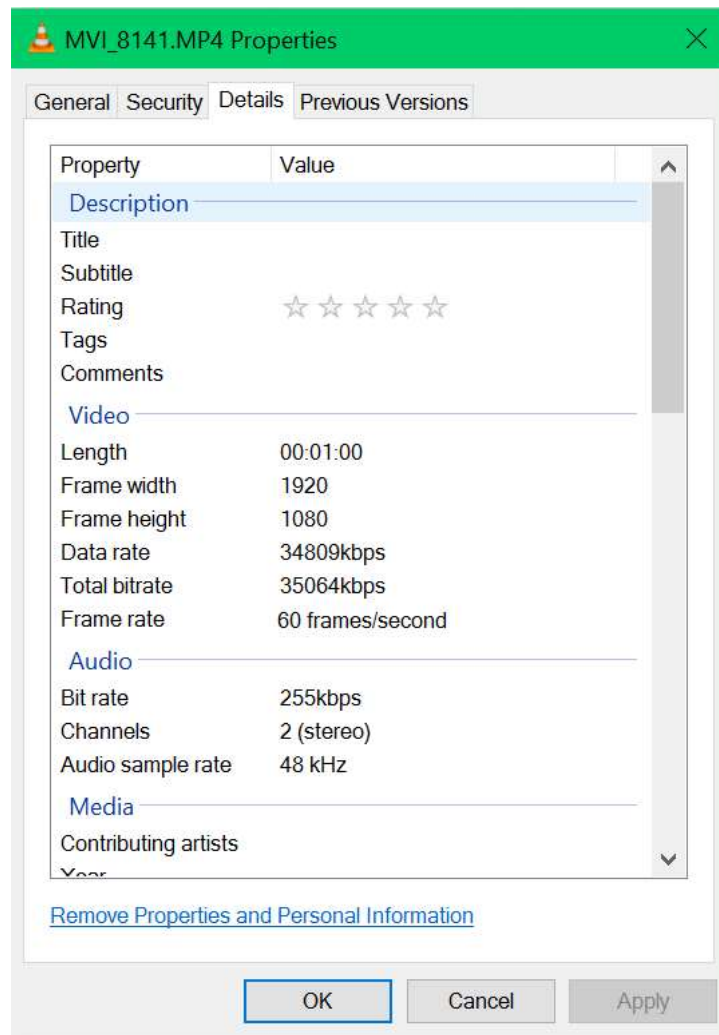 MVI_8141.MP4 Properties
General Security Details Previous Versions
Property Value
Description
Title
Subtitle
Rating
Tags
Comments
Video
Length 00:01:00
Frame width 1920
Frame height 1080
Data rate 34809kbps
Total bitrate 35064kbps
Frame rate 60 frames/second
Audio
Bit rate 255kbps
Channels 2 (stereo)
Audio sample rate 48 kHz
Media
Contributing artists
Year
Remove Properties and Personal Information
OK Cancel Apply